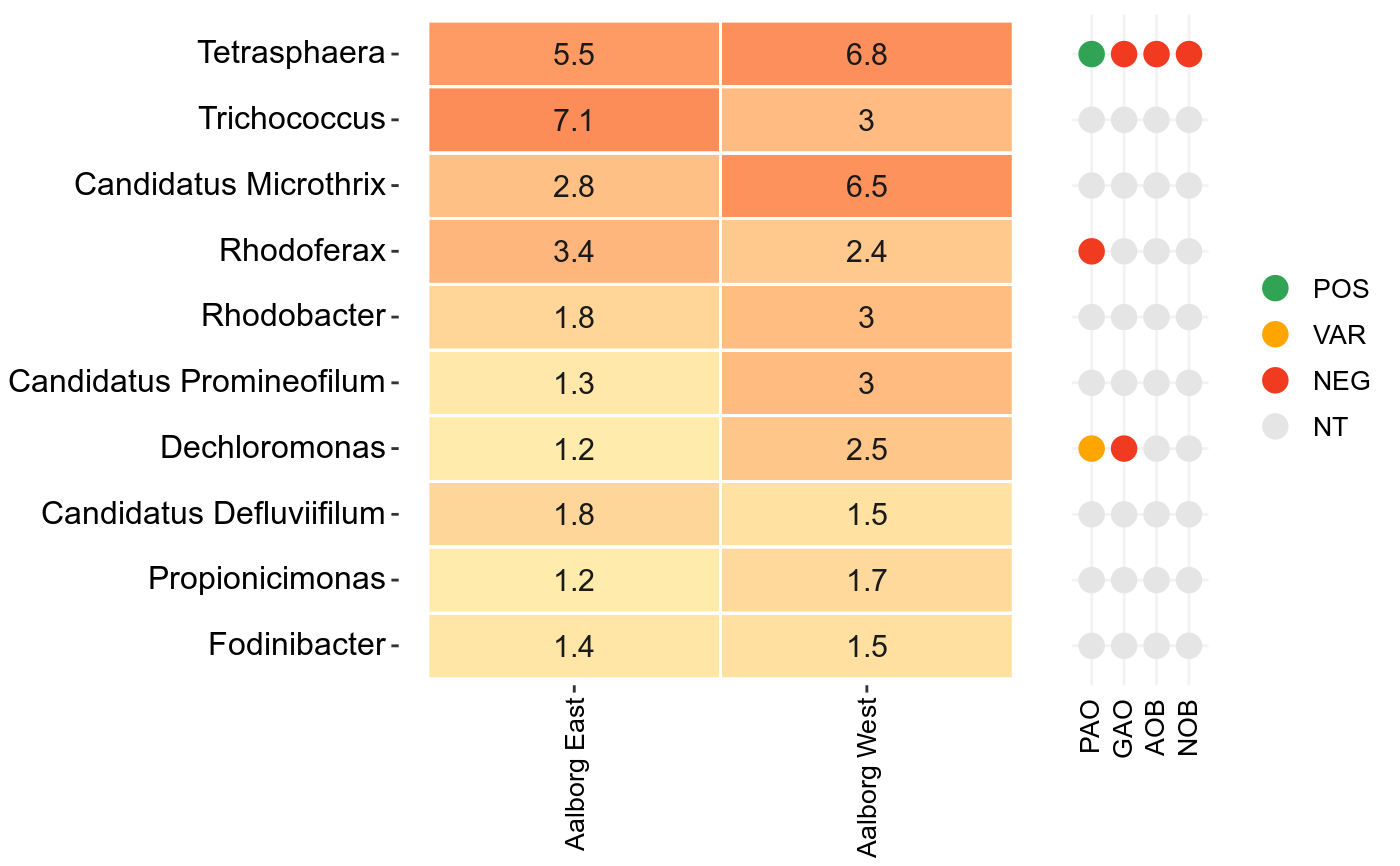 Tetrasphaera 5.5 6.8
Trichococcus 7.1 3
Candidatus Microthrix 2.8 6.5
Rhodoferax 3.4 2.4
Rhodobacter 1.8 3
Candidatus Promineofilum 1.3 3
Dechloromonas 1.2 2.5
Candidatus Defluviifilum 1.8 1.5
Propionicimonas 1.2 1.7
Fodinibacter 1.4 1.5
Aalborg East
Aalborg West
PAO
GAO
AOB
NOB
POS
VAR
NEG
NT